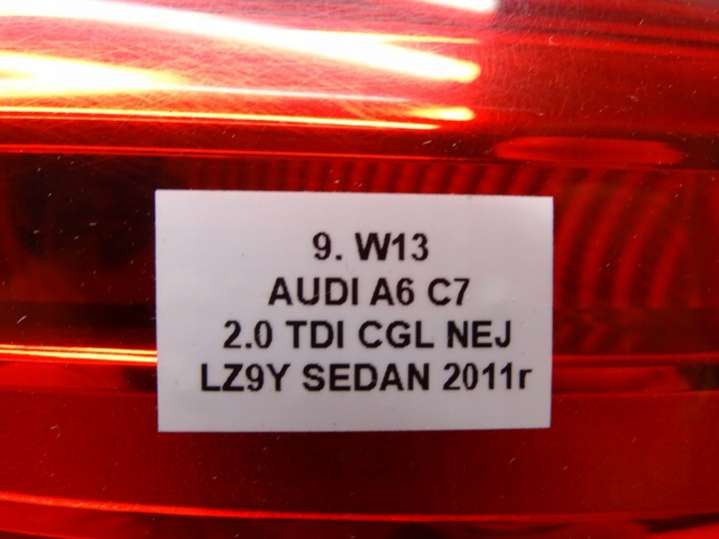 9. W13
AUDI A6 C7
2.0 TDI CGL NEJ
LZ9Y SEDAN 2011r